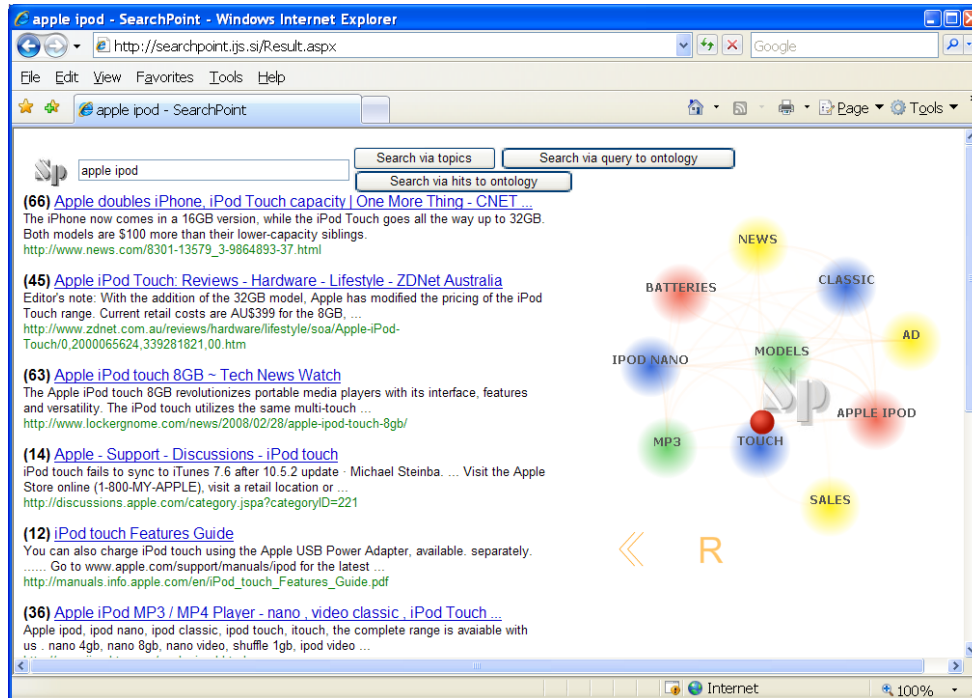 apple ipod - SearchPoint - Windows Internet Explorer
http://searchpoint.ijs.si/Result.aspx
Google
File Edit View Favorites Tools Help
apple ipod - SearchPoint
Page Tools
Sp
apple ipod
Search via topics
Search via query to ontology
Search via hits to ontology
(66) Apple doubles iPhone, iPod Touch capacity | One More Thing - CNET ...
The iPhone now comes in a 16GB version, while the iPod Touch goes all the way up to 32GB.
Both models are $100 more than their lower-capacity siblings.
http://www.news.com/8301-13579_3-9864893-37.html
(45) Apple iPod Touch: Reviews - Hardware - Lifestyle - ZDNet Australia
Editor's note: With the addition of the 32GB model, Apple has modified the pricing of the iPod
Touch range. Current retail costs are AU$399 for the 8GB, ...
http://www.zdnet.com.au/reviews/hardware/lifestyle/soa/Apple-iPod-
Touch/0,2000065624,339281821,00.htm
(63) Apple iPod touch 8GB ~ Tech News Watch
The Apple iPod touch 8GB revolutionizes portable media players with its interface, features
and versatility. The iPod touch utilizes the same multi-touch ...
http://www.lockergnome.com/news/2008/02/28/apple-ipod-touch-8gb/
(14) Apple - Support - Discussions - iPod touch
iPod touch fails to sync to iTunes 7.6 after 10.5.2 update · Michael Steinba. ... Visit the Apple
Store online (1-800-MY-APPLE), visit a retail location or ...
http://discussions.apple.com/category.jspa?categoryID=221
(12) iPod touch Features Guide
You can also charge iPod touch using the Apple USB Power Adapter, available. separately.
...... Go to www.apple.com/support/manuals/ipod for the latest ...
http://manuals.info.apple.com/en/iPod_touch_Features_Guide.pdf
(36) Apple iPod MP3 / MP4 Player - nano , video classic , iPod Touch ...
Apple ipod, ipod nano, ipod classic, ipod touch, itouch, the complete range is avaiable with
us . nano 4gb, nano 8gb, nano video, shuffle 1gb, ipod video ...
NEWS
BATTERIES
CLASSIC
AD
MODELS
IPOD NANO
Sp
APPLE IPOD
MP3
TOUCH
SALES
R
Internet
100%